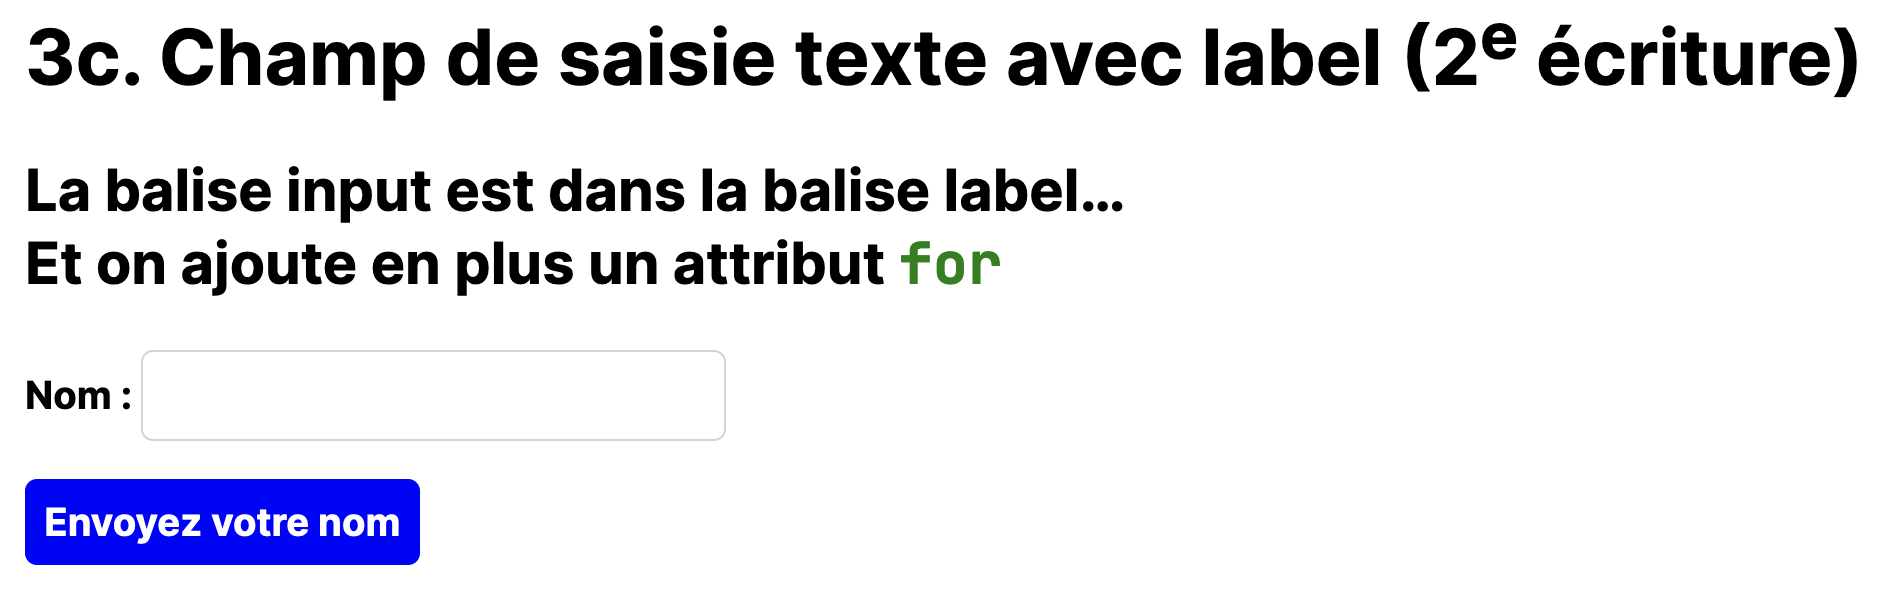 3c. Champ de saisie texte avec label (2e écriture)
La balise input est dans la balise label…
Et on ajoute en plus un attribut for
Nom :
Envoyez votre nom